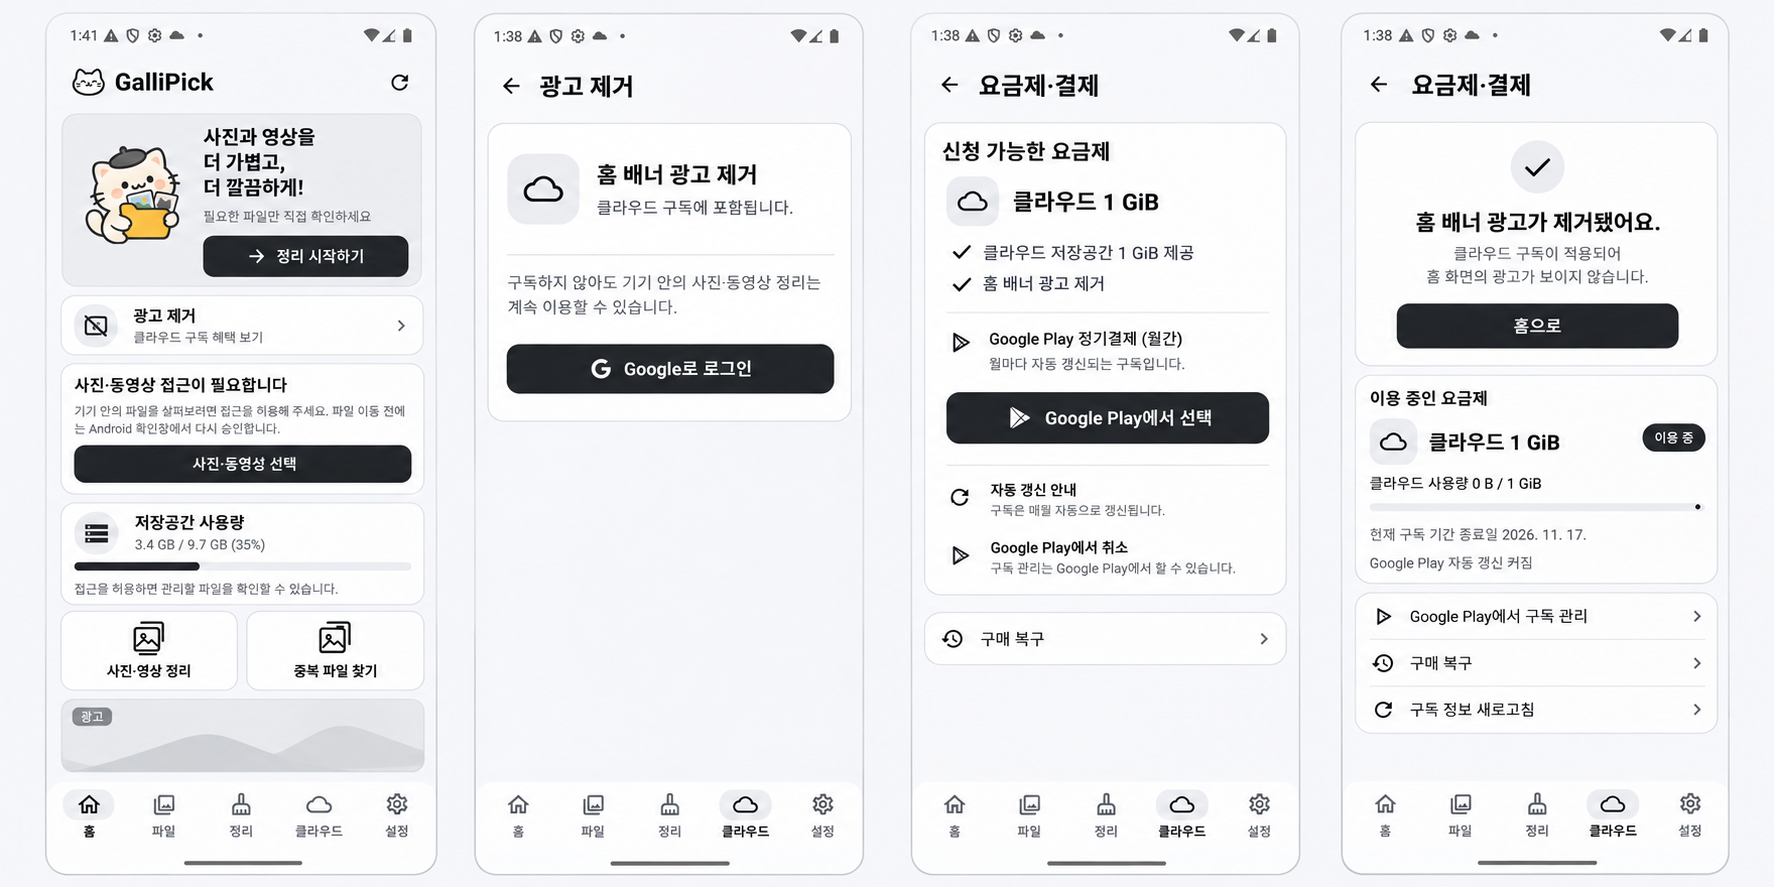 1:41
GalliPick
사진과 영상을
더 가볍고,
더 깔끔하게!
필요한 파일만 직접 확인하세요
정리 시작하기
광고 제거
클라우드 구독 혜택 보기
사진·동영상 접근이 필요합니다
기기 안의 파일을 살펴보려면 접근을 허용해 주세요. 파일 이동 전에
는 Android 확인창에서 다시 승인합니다.
사진·동영상 선택
저장공간 사용량
3.4 GB / 9.7 GB (35%)
접근을 허용하면 관리할 파일을 확인할 수 있습니다.
사진·영상 정리
중복 파일 찾기
광고
홈
파일
정리
클라우드
설정
1:38
광고 제거
홈 배너 광고 제거
클라우드 구독에 포함됩니다.
구독하지 않아도 기기 안의 사진·동영상 정리는
계속 이용할 수 있습니다.
Google로 로그인
홈
파일
정리
클라우드
설정
1:38
요금제·결제
신청 가능한 요금제
클라우드 1 GiB
클라우드 저장공간 1 GiB 제공
홈 배너 광고 제거
Google Play 정기결제 (월간)
월마다 자동 갱신되는 구독입니다.
Google Play에서 선택
자동 갱신 안내
구독은 매월 자동으로 갱신됩니다.
Google Play에서 취소
구독 관리는 Google Play에서 할 수 있습니다.
구매 복구
홈
파일
정리
클라우드
설정
1:38
요금제·결제
홈 배너 광고가 제거됐어요.
클라우드 구독이 적용되어
홈 화면의 광고가 보이지 않습니다.
홈으로
이용 중인 요금제
클라우드 1 GiB
이용 중
클라우드 사용량 0 B / 1 GiB
현재 구독 기간 종료일 2026. 11. 17.
Google Play 자동 갱신 켜짐
Google Play에서 구독 관리
구매 복구
구독 정보 새로고침
홈
파일
정리
클라우드
설정